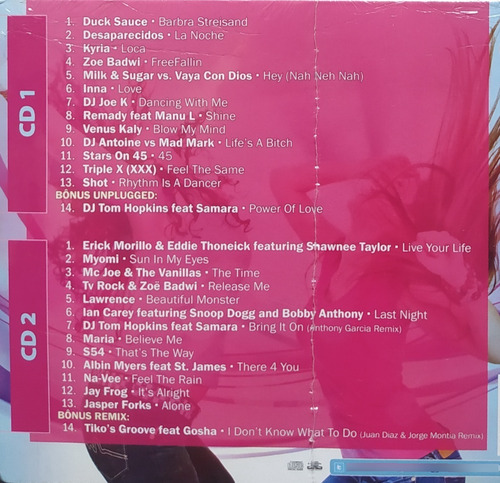 CD 1
1. Duck Sauce • Barbra Streisand
2. Desaparecidos • La Noche
3. Kyria • Loca
4. Zoe Badwi • FreeFallin
5. Milk & Sugar vs. Vaya Con Dios • Hey (Nah Neh Nah)
6. Inna • Love
7. DJ Joe K • Dancing With Me
8. Remady feat Manu L • Shine
9. Venus Kaly • Blow My Mind
10. DJ Antoine vs Mad Mark • Life's A Bitch
11. Stars On 45 • 45
12. Triple X (XXX) • Feel The Same
13. Shot • Rhythm Is A Dancer
BÔNUS UNPLUGGED:
14. DJ Tom Hopkins feat Samara • Power Of Love
CD 2
1. Erick Morillo & Eddie Thoneick featuring Shawnee Taylor • Live Your Life
2. Myomi • Sun In My Eyes
3. Mc Joe & The Vanillas • The Time
4. Tv Rock & Zoë Badwi • Release Me
5. Lawrence • Beautiful Monster
6. Ian Carey featuring Snoop Dogg and Bobby Anthony • Last Night
7. DJ Tom Hopkins feat Samara • Bring It On (Anthony Garcia Remix)
8. Maria • Believe Me
9. S54 • That's The Way
10. Albin Myers feat St. James • There 4 You
11. Na-Vee • Feel The Rain
12. Jay Frog • It's Alright
13. Jasper Forks • Alone
BÔNUS REMIX:
14. Tiko's Groove feat Gosha • I Don't Know What To Do (Juan Diaz & Jorge Montia Remix)